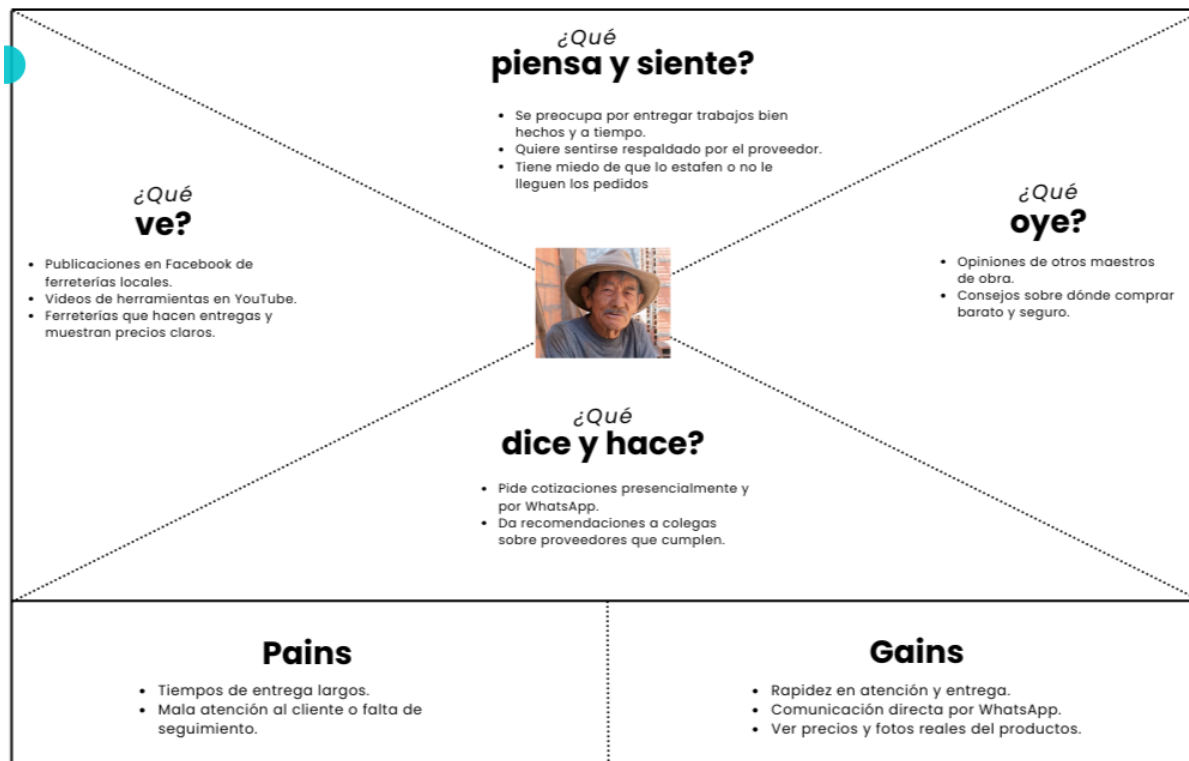 ¿Qué
piensa y siente?
• Se preocupa por entregar trabajos bien
hechos y a tiempo.
• Quiere sentirse respaldado por el proveedor.
• Tiene miedo de que lo estafen o no le
lleguen los pedidos
¿Qué
ve?
• Publicaciones en Facebook de
ferreterías locales.
• Videos de herramientas en YouTube.
• Ferreterías que hacen entregas y
muestran precios claros.
¿Qué
oye?
• Opiniones de otros maestros
de obra.
• Consejos sobre dónde comprar
barato y seguro.
¿Qué
dice y hace?
• Pide cotizaciones presencialmente y
por WhatsApp.
• Da recomendaciones a colegas
sobre proveedores que cumplen.
Pains
• Tiempos de entrega largos.
• Mala atención al cliente o falta de
seguimiento.
Gains
• Rapidez en atención y entrega.
• Comunicación directa por WhatsApp.
• Ver precios y fotos reales del productos.